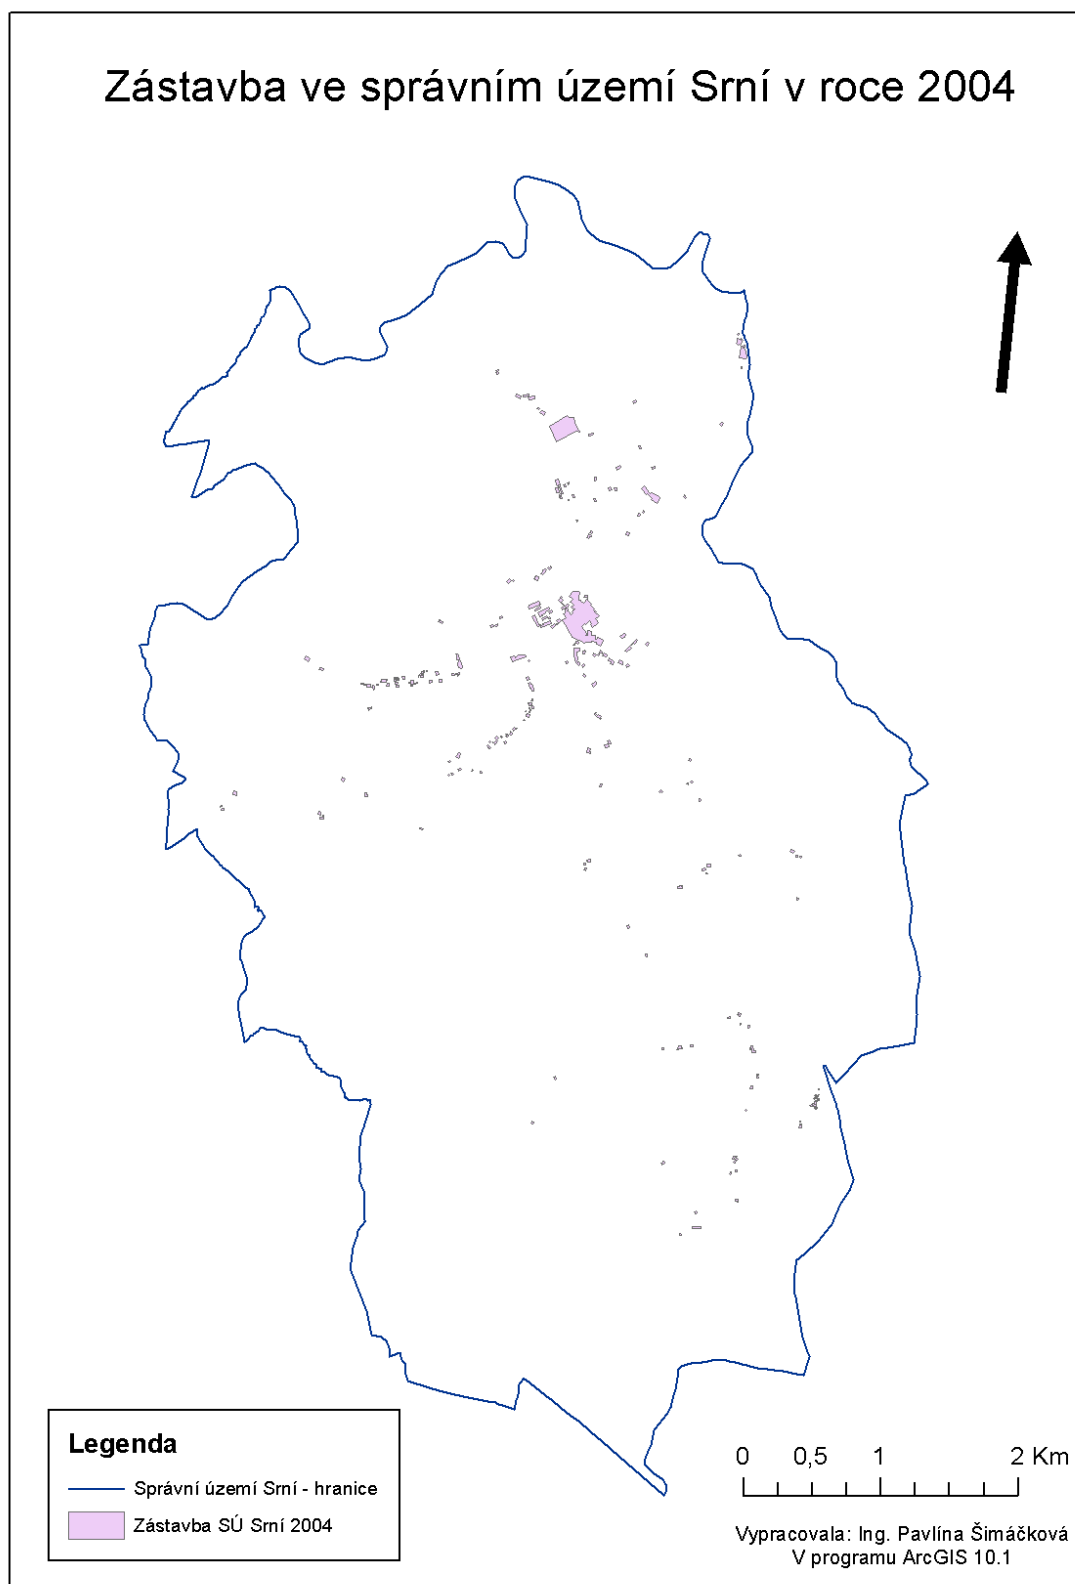 Zástavba ve správním území Srní v roce 2004
Legenda
Správní území Srní - hranice
Zástavba SÚ Srní 2004
0 0,5 1 2 Km
Vypracovala: Ing. Pavlína Šimáčková
V programu ArcGIS 10.1